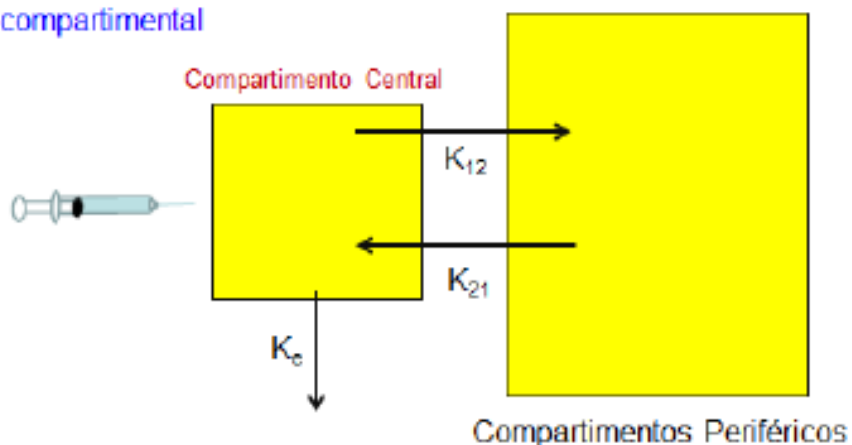 compartimental
Compartimento Central
K12
K21
Ke
Compartimentos Periféricos